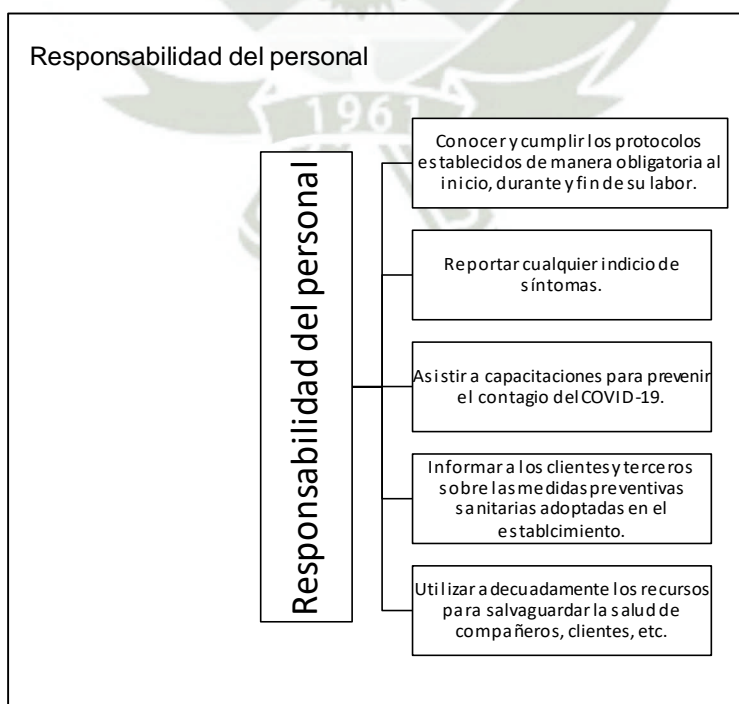 Responsabilidad del personal
1961
Responsabilidad del personal
Conocer y cumplir los protocolos
establecidos de manera obligatoria al
inicio, durante y fin de su labor.
Reportar cualquier indicio de
síntomas.
Asistir a capacitaciones para prevenir
el contagio del COVID-19.
Informar a los clientes y terceros
sobre las medidas preventivas
sanitarias adoptadas en el
establcimiento.
Utilizar adecuadamente los recursos
para salvaguardar la salud de
compañeros, clientes, etc.